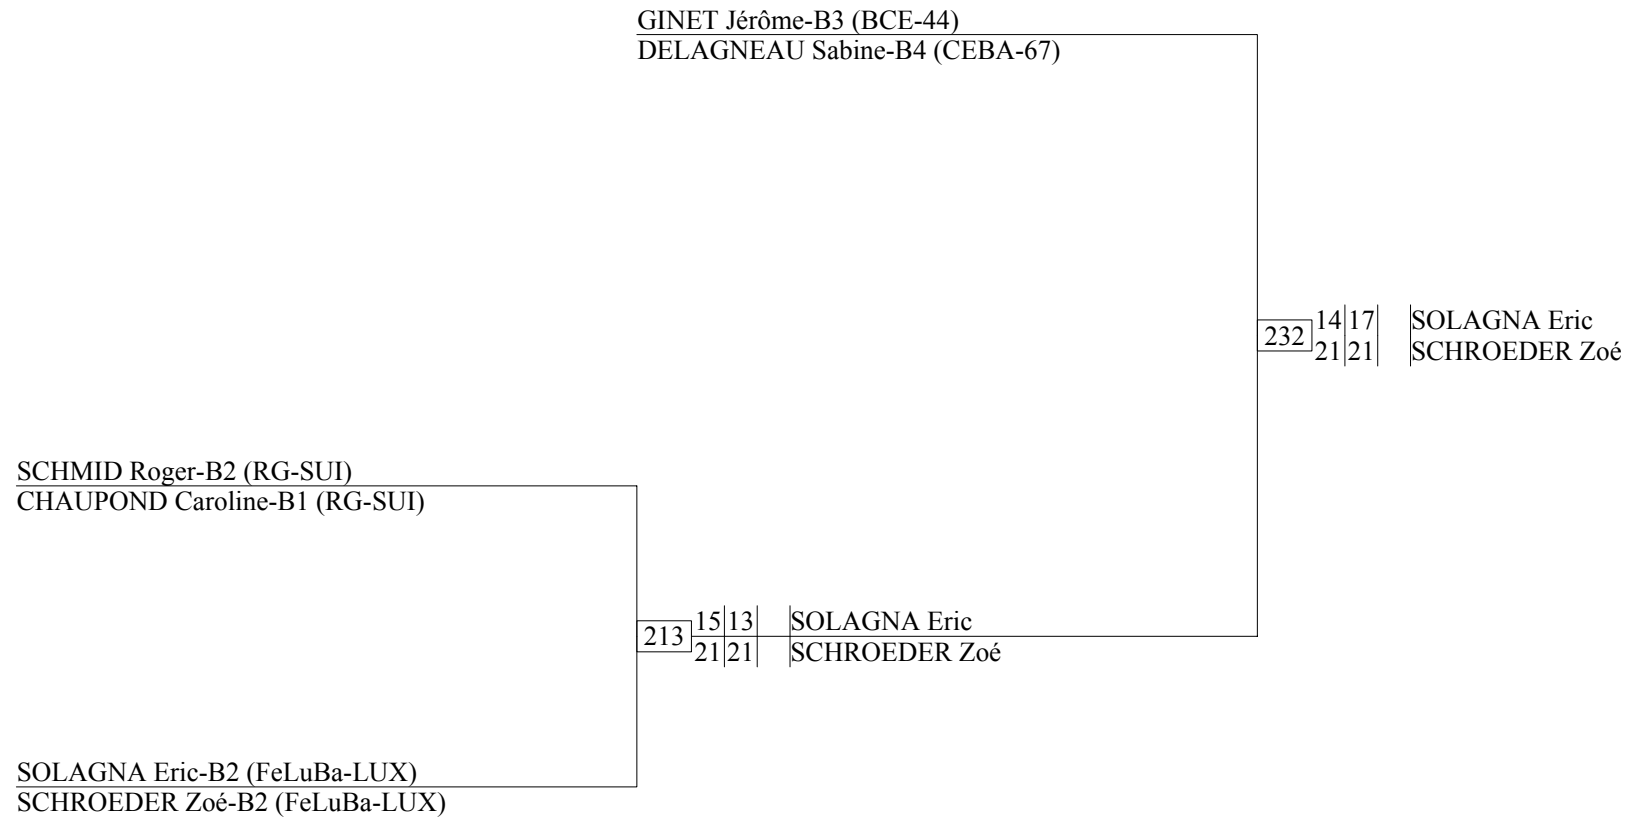 GINET Jérôme-B3 (BCE-44)
DELAGNEAU Sabine-B4 (CEBA-67)
232 14 17 SOLAGNA Eric
21 21 SCHROEDER Zoé
SCHMID Roger-B2 (RG-SUI)
CHAUPOND Caroline-B1 (RG-SUI)
213 15 13 SOLAGNA Eric
21 21 SCHROEDER Zoé
SOLAGNA Eric-B2 (FeLuBa-LUX)
SCHROEDER Zoé-B2 (FeLuBa-LUX)